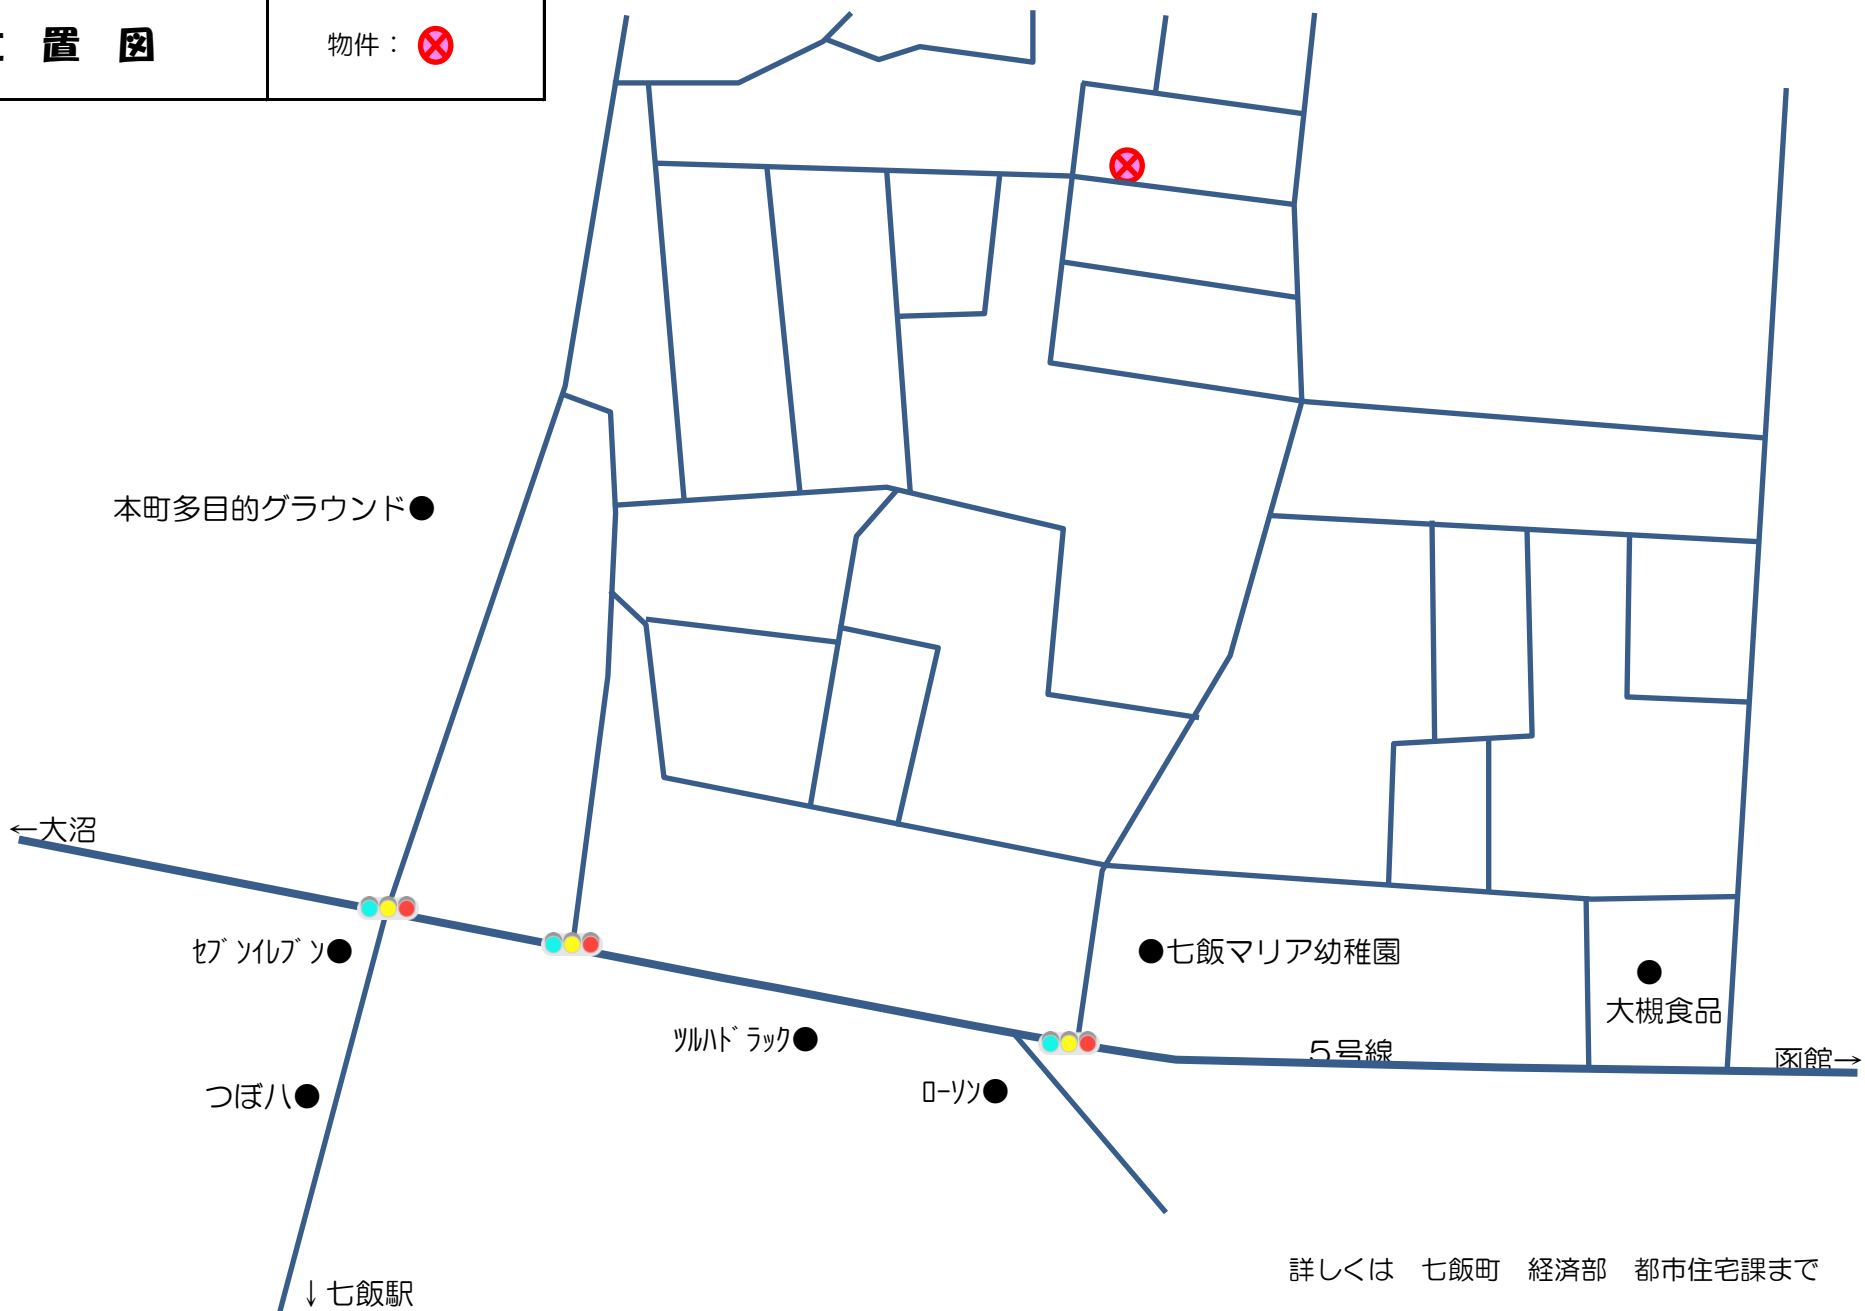 置 図
物件：
本町多目的グラウンド●
←大沼
ｾﾌﾞﾝｲﾚﾌﾞﾝ●
●七飯マリア幼稚園
大槻食品
ﾂﾙﾊﾄﾞﾗｯｸ●
５号線
函館→
つぼ八●
ﾛｰｿﾝ●
↓七飯駅
詳しくは　七飯町　経済部　都市住宅課まで